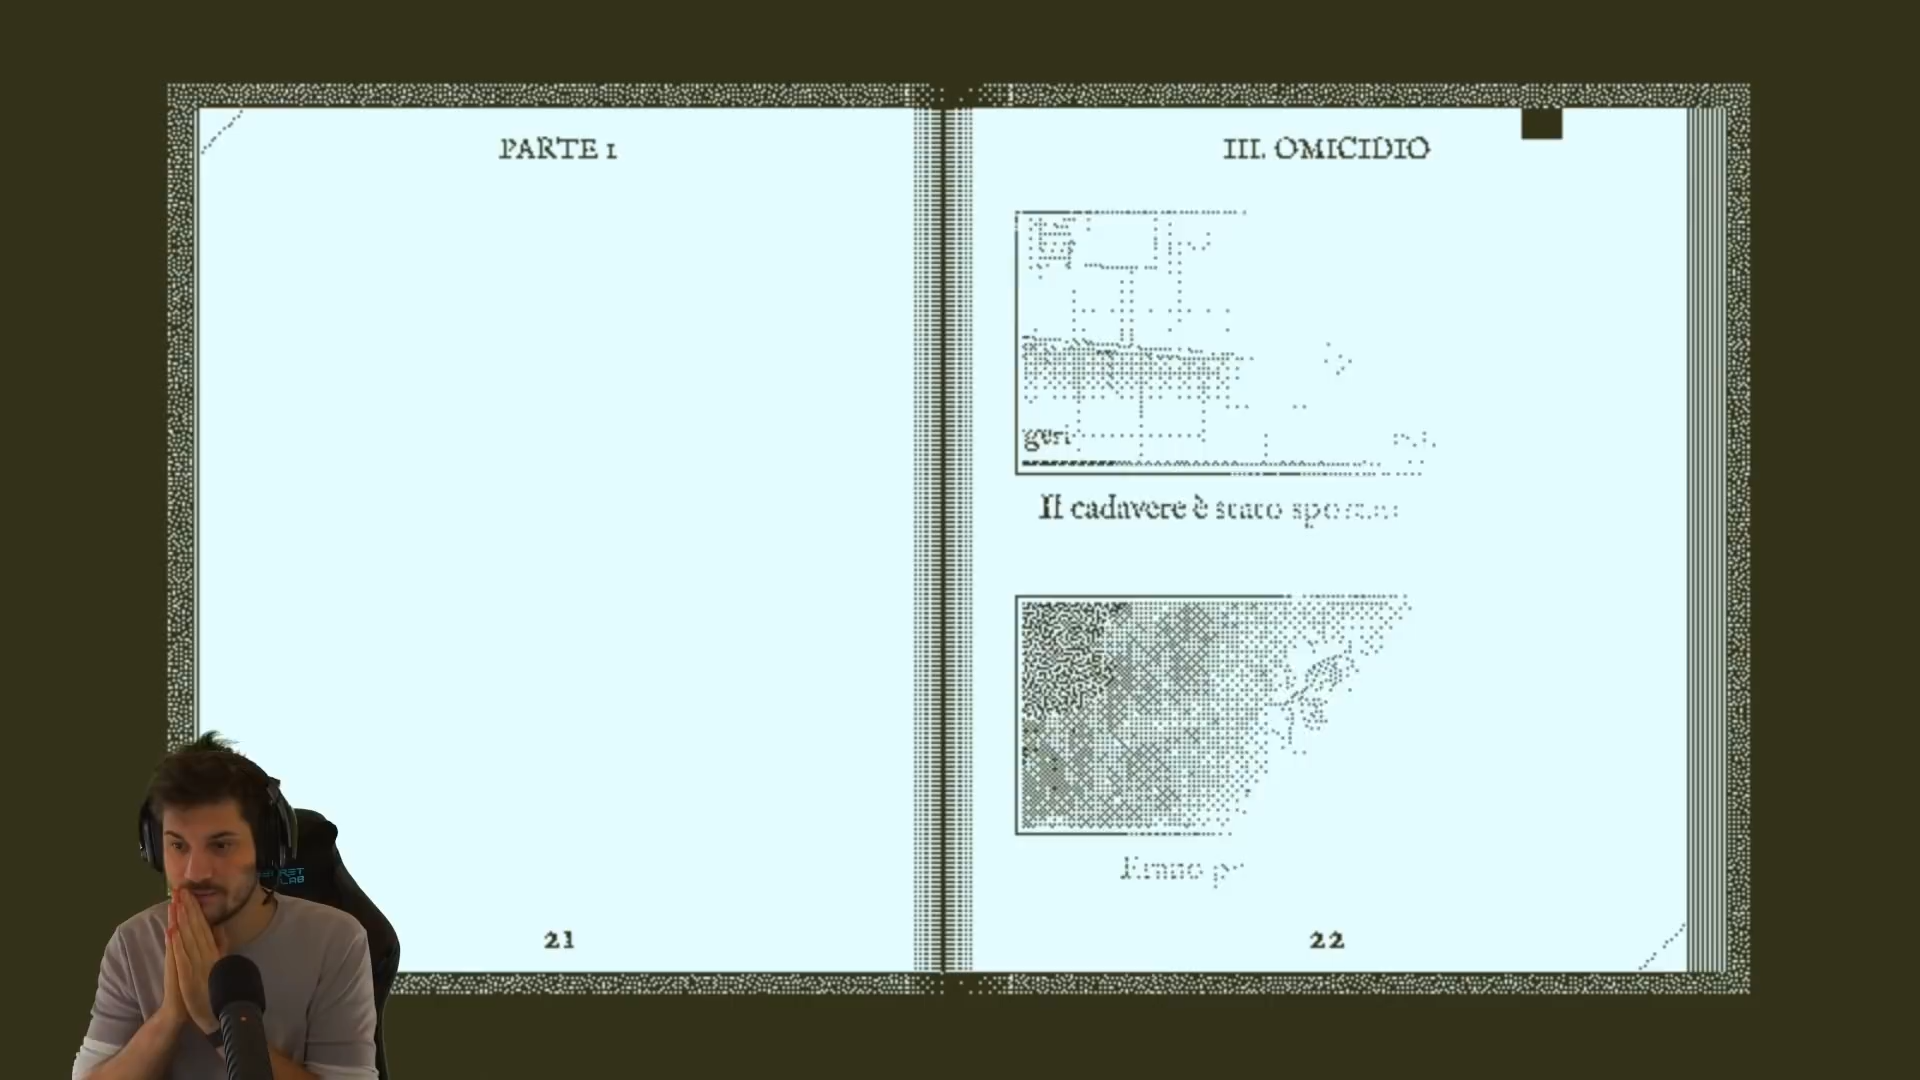 PARTE 1
III. OMICIDIO
Il cadavere è stato
21
22